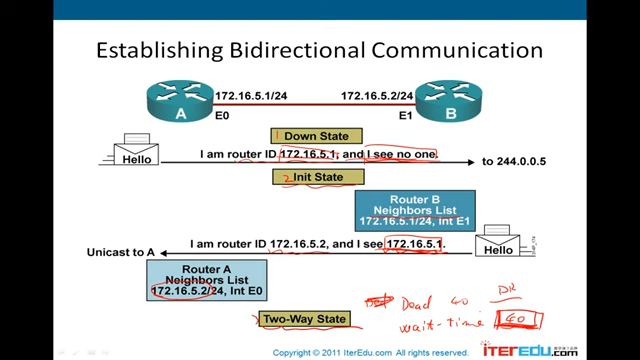 Establishing Bidirectional Communication
172.16.5.1/24
172.16.5.2/24
A
B
E0
E1
1 Down State
Hello
I am router ID 172.16.5.1, and I see no one.
to 244.0.0.5
2 Init State
Router B
Neighbors List
172.16.5.1/24, Int E1
I am router ID 172.16.5.2, and I see 172.16.5.1.
Unicast to A
Hello
Router A
Neighbors List
172.16.5.2/24, Int E0
Two-Way State
Dead 40
DR
wait-time 40
Copyright © 2011 IterEdu.com
iTEREDU
.com